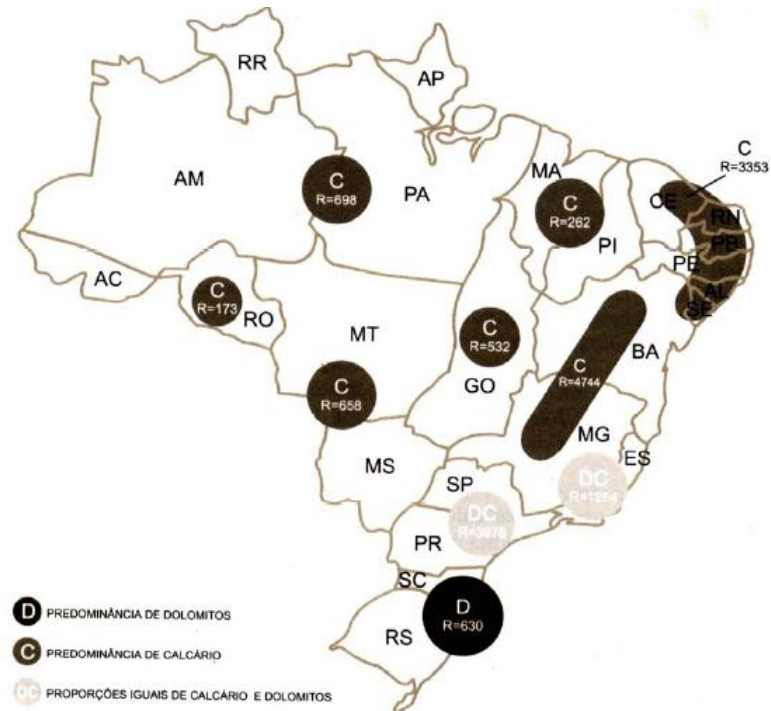 RR
AP
C
R=3353
AM
C
R=698
PA
MA
C
R=262
PI
CE
RN
PB
PE
AL
SE
AC
C
R=173
RO
MT
C
R=532
GO
C
R=4744
BA
C
R=658
MG
ES
MS
SP
DC
R=1264
DC
R=3976
PR
SC
D
R=630
RS
D PREDOMINÂNCIA DE DOLOMITOS
C PREDOMINÂNCIA DE CALCÁRIO
DC PROPORÇÕES IGUAIS DE CALCÁRIO E DOLOMITOS